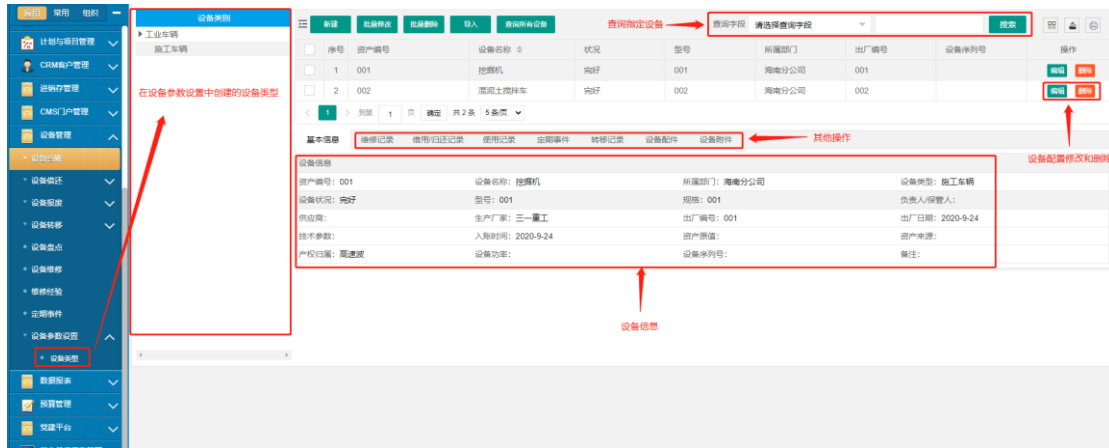 应用 常用 组织
计划与项目管理
CRM客户管理
进销存管理
CMS门户管理
设备管理
设备台账
设备借还
设备报废
设备转移
设备盘点
设备维修
维修经验
定期事件
设备参数设置
设备类型
数据报表
预算管理
党建平台
设备类别
工业车辆
施工车辆
在设备参数设置中创建的设备类型
新建 批量修改 批量删除 导入 查询所有设备 查询指定设备 查询字段 请选择查询字段 搜索
序号 资产编号 设备名称 状况 型号 所属部门 出厂编号 设备序列号 操作
1 001 挖掘机 完好 001 海南分公司 001 编辑 删除
2 002 混泥土搅拌车 完好 002 海南分公司 002 编辑 删除
1 到第 1 页 确定 共 2 条 5 条/页
基本信息 维修记录 借用/归还记录 使用记录 定期事件 转移记录 设备配件 设备附件 其他操作
设备配置修改和删除
设备信息
资产编号: 001 设备名称: 挖掘机 所属部门: 海南分公司 设备类型: 施工车辆
设备状况: 完好 型号: 001 规格: 001 负责人/保管人:
供应商: 生产厂家: 三一重工 出厂编号: 001 出厂日期: 2020-9-24
技术参数: 入账时间: 2020-9-24 资产原值: 资产来源:
产权归属: 高速波 设备功率: 设备序列号: 备注:
设备信息